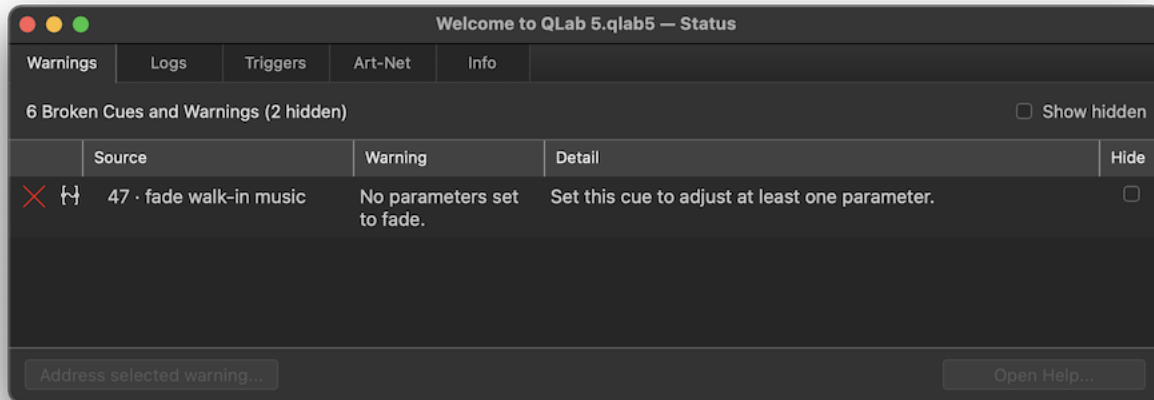 Welcome to QLab 5.qlab5 — Status
Warnings Logs Triggers Art-Net Info
6 Broken Cues and Warnings (2 hidden) Show hidden
Source Warning Detail Hide
47 · fade walk-in music No parameters set Set this cue to adjust at least one parameter.
to fade.
Address selected warning... Open Help...